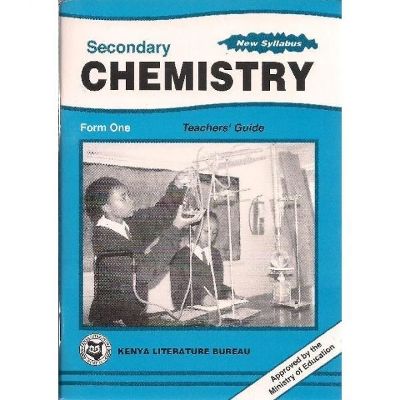 Secondary
New Syllabus
CHEMISTRY
Form One
Teachers' Guide
KENYA LITERATURE BUREAU
Approved by the
Ministry of Education